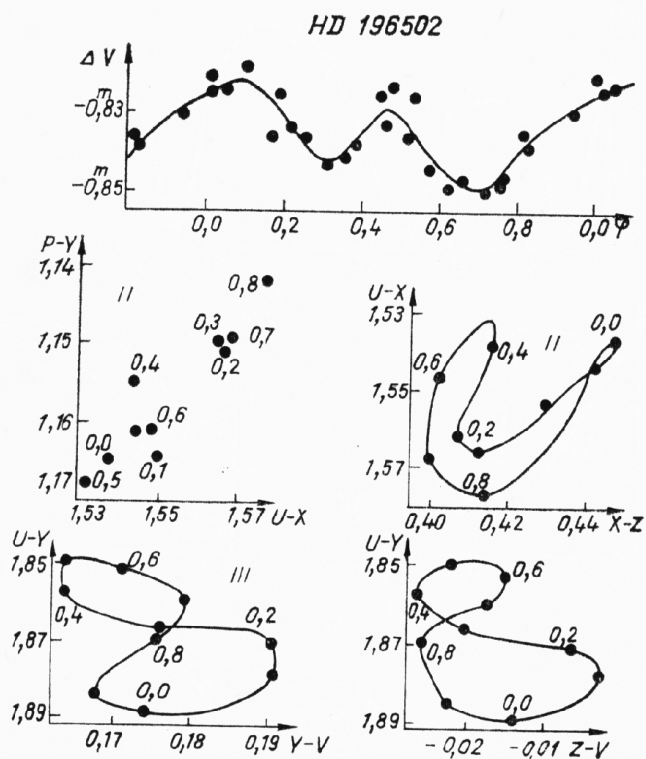 HD 196502
ΔV
-0,83 m
-0,85 m
0,0 0,2 0,4 0,6 0,8 0,0 φ
P-Y
1,14
1,15
1,16
1,17
II
0,8
0,3
0,7
0,2
0,4
0,6
0,0
0,1
0,5
1,53 1,55 1,57 U-X
U-X
1,53
1,55
1,57
0,0
II
0,6
0,4
0,2
0,8
0,40 0,42 0,44 X-Z
U-Y
1,85
1,87
1,89
III
0,6
0,4
0,2
0,8
0,0
0,17 0,18 0,19 Y-V
U-Y
1,85
1,87
1,89
0,6
0,4
0,2
0,8
0,0
-0,02 -0,01 Z-V